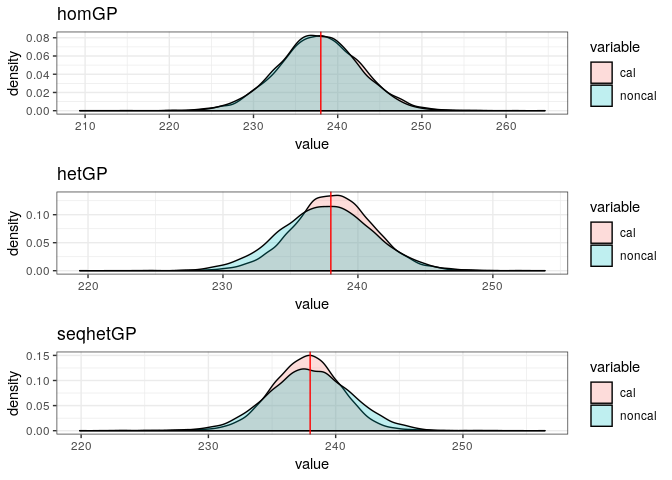 homGP
density
0.08
0.06
0.04
0.02
0.00
210
220
230
240
250
260
value
variable
cal
noncal
hetGP
density
0.10
0.05
0.00
220
230
240
250
value
variable
cal
noncal
seqhetGP
density
0.15
0.10
0.05
0.00
220
230
240
250
value
variable
cal
noncal